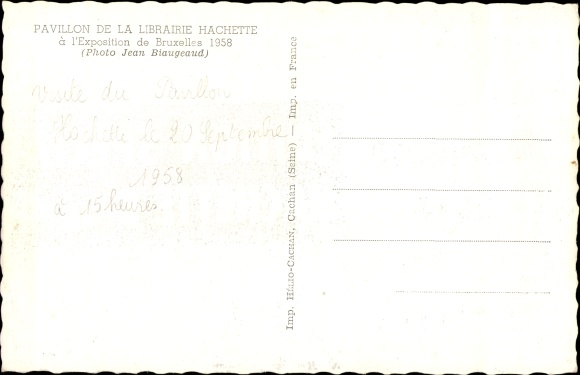 PAVILLON DE LA LIBRAIRIE HACHETTE
à l'Exposition de Bruxelles 1958
(Photo Jean Biaugeaud)
Visite du Pavillon
Hachette le 20 Septembre
1958
à 15 heures.
Imp. HÉLIO-CACHAN, Cachan (Seine) — Imp. en France